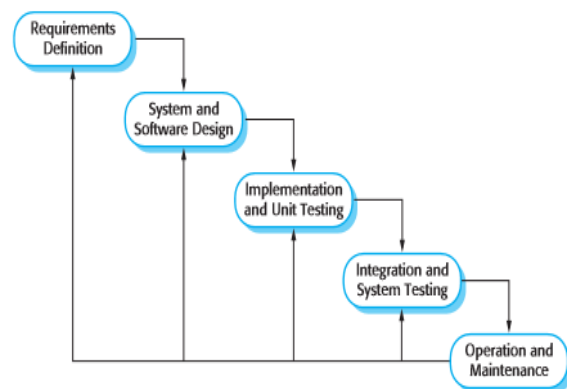 Requirements
Definition
System and
Software Design
Implementation
and Unit Testing
Integration and
System Testing
Operation and
Maintenance